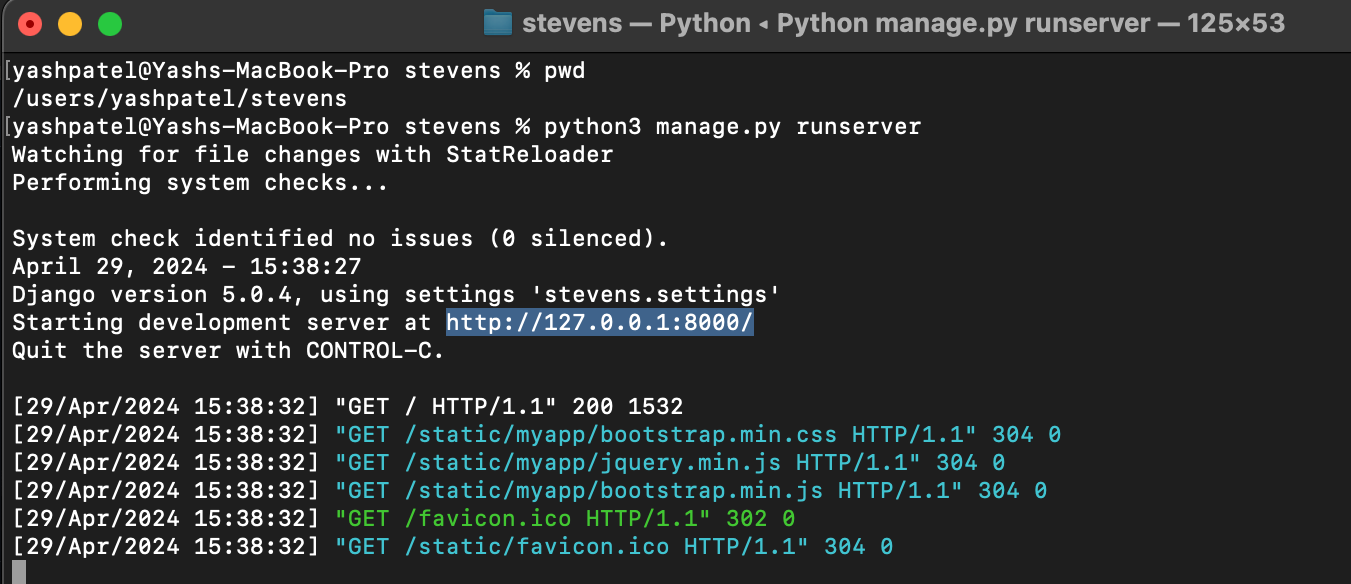 stevens — Python ◂ Python manage.py runserver — 125×53
[yashpatel@Yashs-MacBook-Pro stevens % pwd
/users/yashpatel/stevens
[yashpatel@Yashs-MacBook-Pro stevens % python3 manage.py runserver
Watching for file changes with StatReloader
Performing system checks...
System check identified no issues (0 silenced).
April 29, 2024 - 15:38:27
Django version 5.0.4, using settings 'stevens.settings'
Starting development server at http://127.0.0.1:8000/
Quit the server with CONTROL-C.
[29/Apr/2024 15:38:32] "GET / HTTP/1.1" 200 1532
[29/Apr/2024 15:38:32] "GET /static/myapp/bootstrap.min.css HTTP/1.1" 304 0
[29/Apr/2024 15:38:32] "GET /static/myapp/jquery.min.js HTTP/1.1" 304 0
[29/Apr/2024 15:38:32] "GET /static/myapp/bootstrap.min.js HTTP/1.1" 304 0
[29/Apr/2024 15:38:32] "GET /favicon.ico HTTP/1.1" 302 0
[29/Apr/2024 15:38:32] "GET /static/favicon.ico HTTP/1.1" 304 0